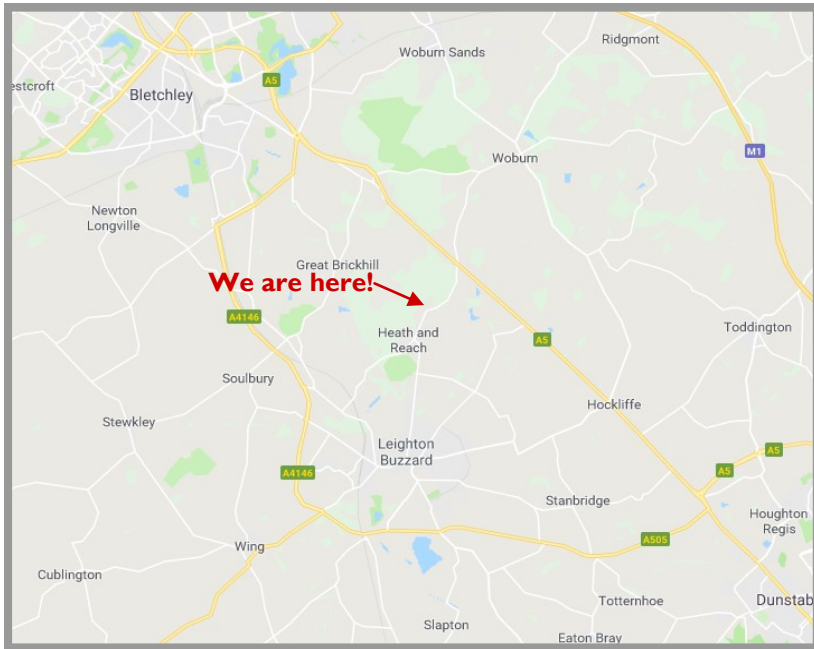 Woburn Sands
Ridgmont
estcroft
A5
Bletchley
M1
Woburn
Newton
Longville
Great Brickhill
We are here!
A4146
Heath and
Reach
A5
Toddington
Soulbury
Hockliffe
Stewkley
Leighton
Buzzard
A5
A5
A4146
Stanbridge
Houghton
Regis
A505
Wing
Cublington
Totternhoe
Dunstab
Slapton
Eaton Bray